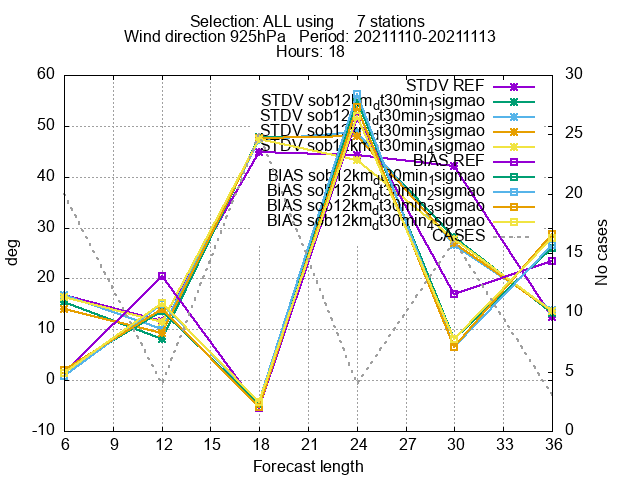 Selection: ALL using 7 stations
Wind direction 925hPa Period: 20211110-20211113
Hours: 18
60
50
40
30
20
10
0
-10
deg
30
25
20
15
10
5
0
No cases
STDV REF
STDV sob12km_dt30min_1sigmao
STDV sob12km_dt30min_2sigmao
STDV sob12km_dt30min_3sigmao
STDV sob12km_dt30min_4sigmao
BIAS REF
BIAS sob12km_dt30min_1sigmao
BIAS sob12km_dt30min_2sigmao
BIAS sob12km_dt30min_3sigmao
BIAS sob12km_dt30min_4sigmao
CASES
6 9 12 15 18 21 24 27 30 33 36
Forecast length